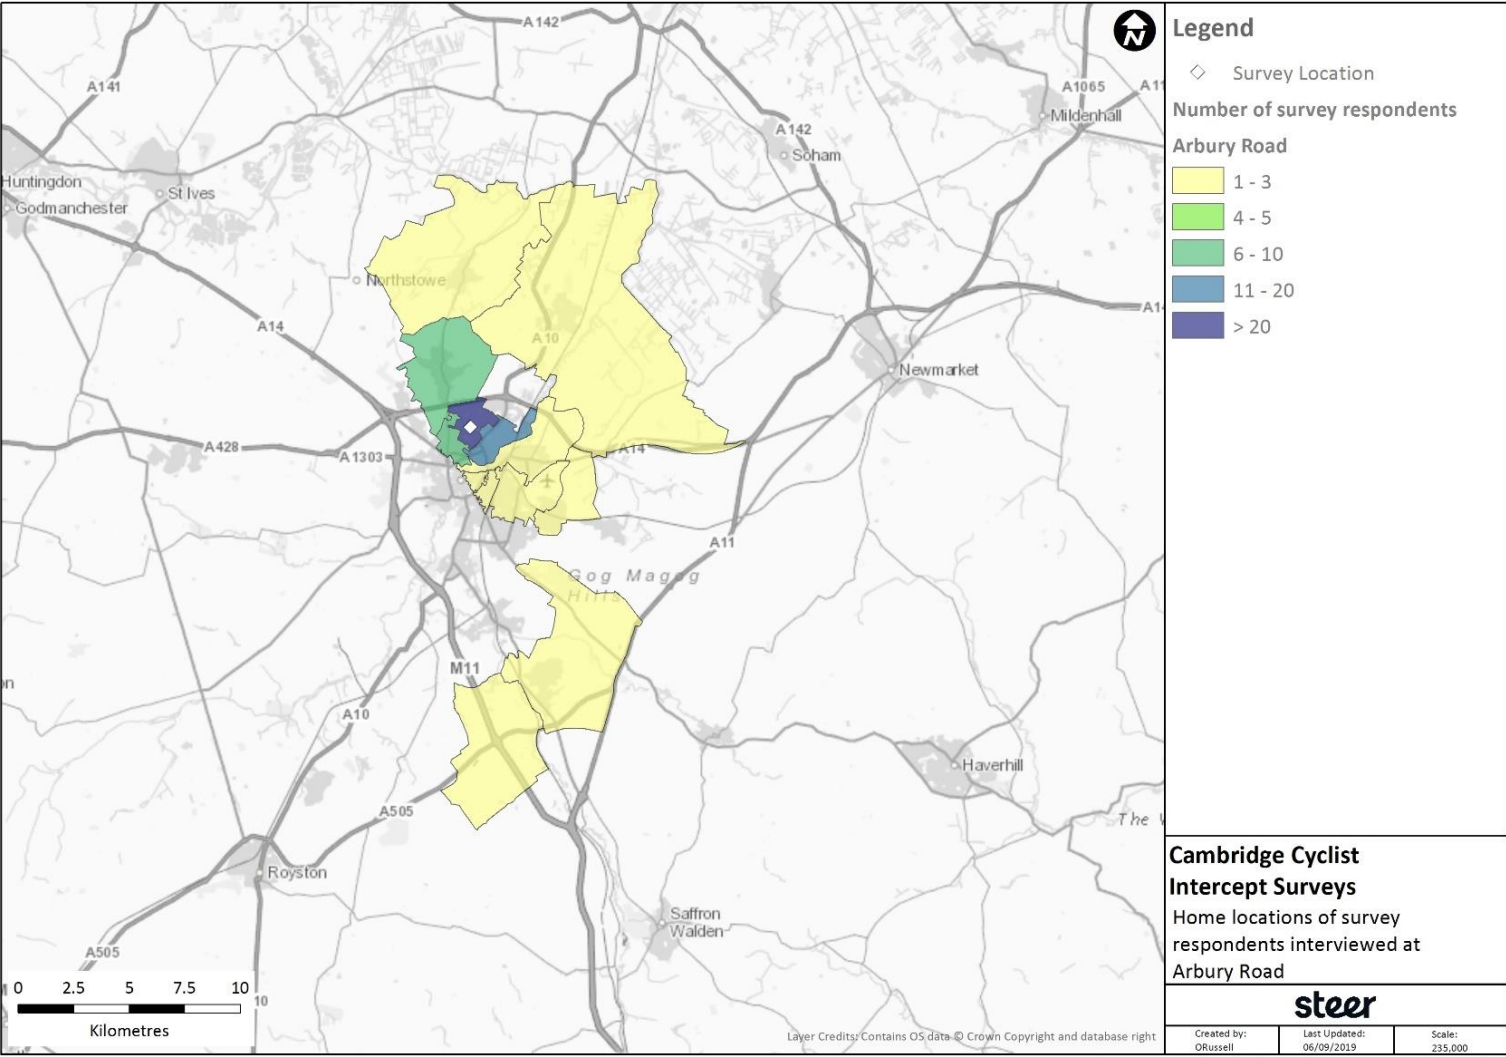 A142
A141
A1065
Mildenhall
A142
Soham
Huntingdon
St Ives
Godmanchester
Northstowe
A14
A10
Newmarket
A428
A1303
A14
A11
Gog Magog
Hills
M11
A10
Haverhill
A505
Royston
Saffron
Walden
A505
0 2.5 5 7.5 10
Kilometres
Layer Credits: Contains OS data © Crown Copyright and database right
N
Legend
Survey Location
Number of survey respondents
Arbury Road
1 - 3
4 - 5
6 - 10
11 - 20
> 20
Cambridge Cyclist
Intercept Surveys
Home locations of survey
respondents interviewed at
Arbury Road
steer
Created by:
ORussell
Last Updated:
06/09/2019
Scale:
235,000